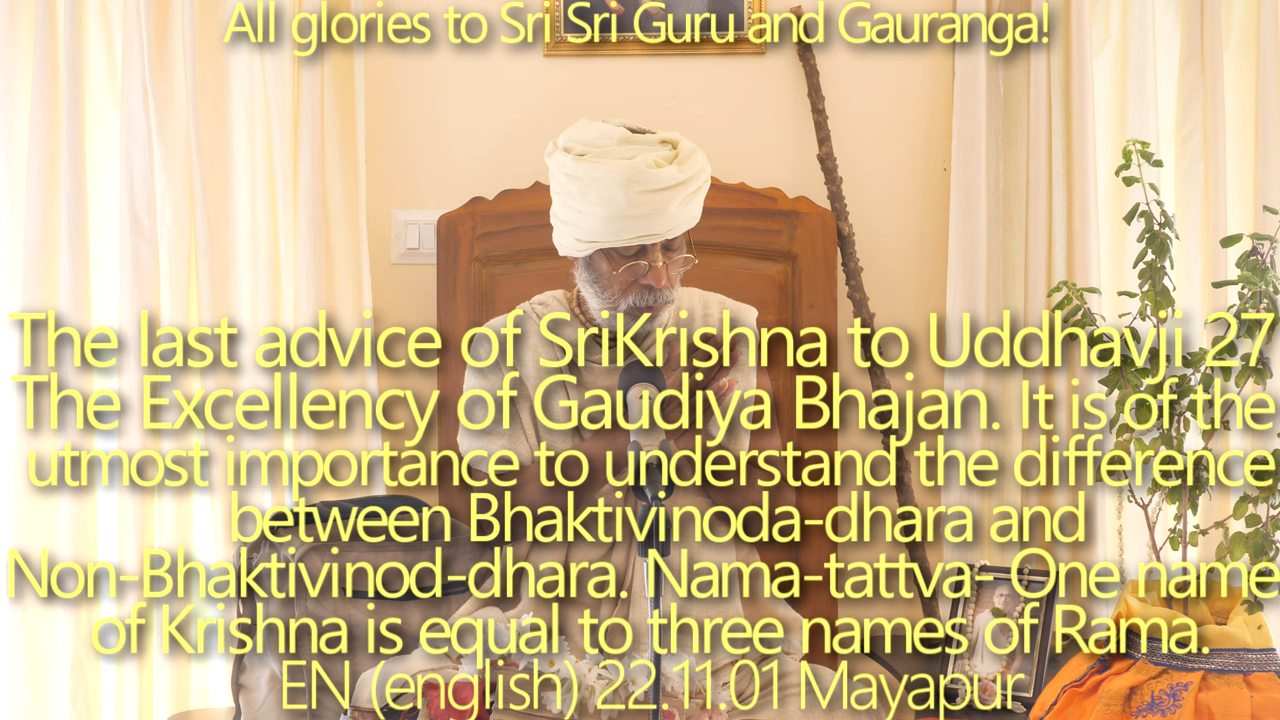 All glories to Sri Sri Guru and Gauranga!
The last advice of SriKrishna to Uddhavji 27
The Excellency of Gaudiya Bhajan. It is of the
utmost importance to understand the difference
between Bhaktivinoda-dhara and
Non-Bhaktivinod-dhara. Nama-tattva- One name
of Krishna is equal to three names of Rama.
EN (english) 22.11.01 Mayapur